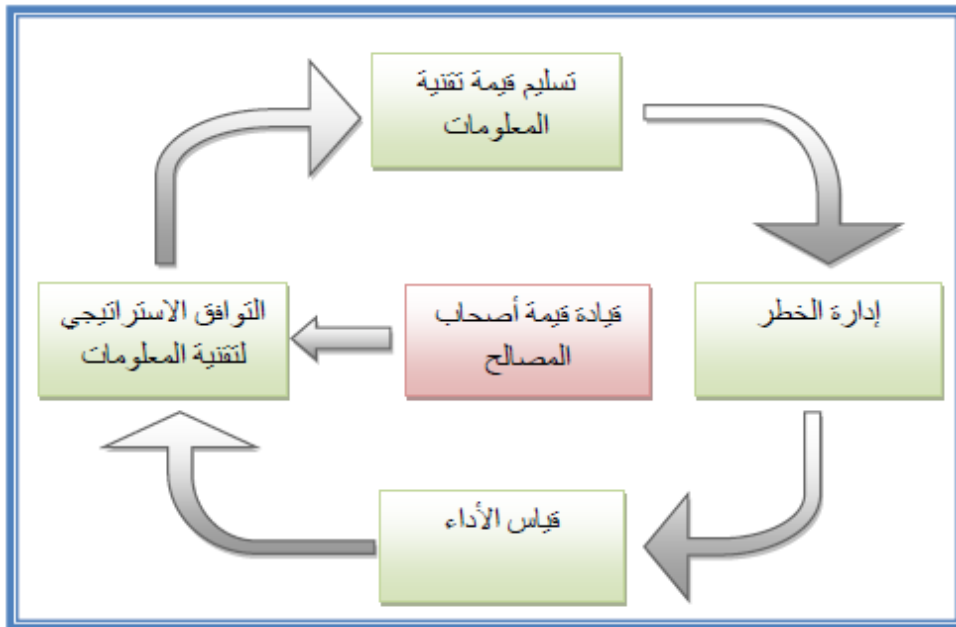 تسليم قيمة تقنية
المعلومات
إدارة الخطر
قيادة قيمة أصحاب
المصالح
التوافق الاستراتيجي
لتقنية المعلومات
قياس الأداء